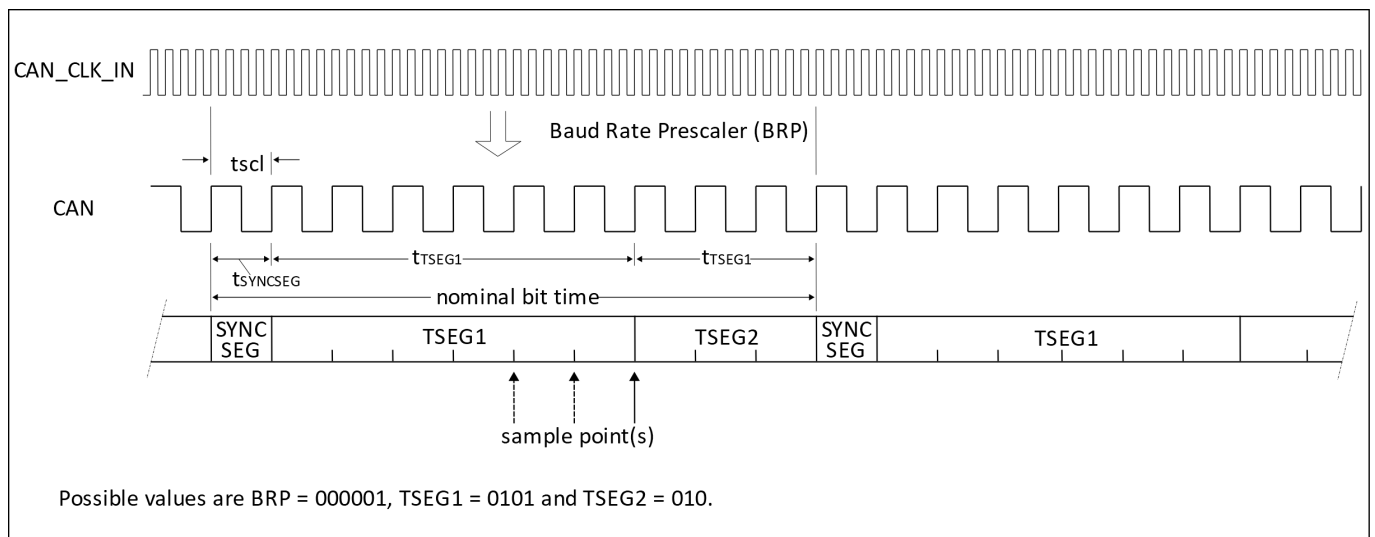 CAN_CLK_IN
Baud Rate Prescaler (BRP)
tscl
CAN
tTSEG1
tTSEG1
tSYNCSEG
nominal bit time
SYNC SEG
TSEG1
TSEG2
SYNC SEG
TSEG1
sample point(s)
Possible values are BRP = 000001, TSEG1 = 0101 and TSEG2 = 010.